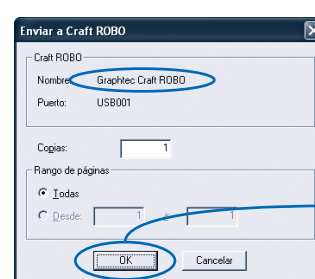 Enviar a Craft ROBO
Craft ROBO
Nombre: Graphtec Craft ROBO
Puerto: USB001
Copias: 1
Rango de páginas
Todas
Desde: 1 a 1
OK Cancelar